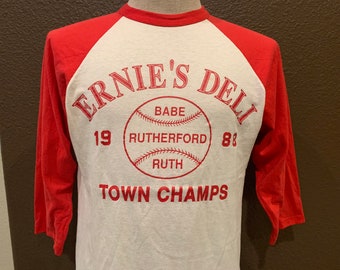 ERNIE'S DELI
BABE
19 RUTHERFORD 88
RUTH
TOWN CHAMPS